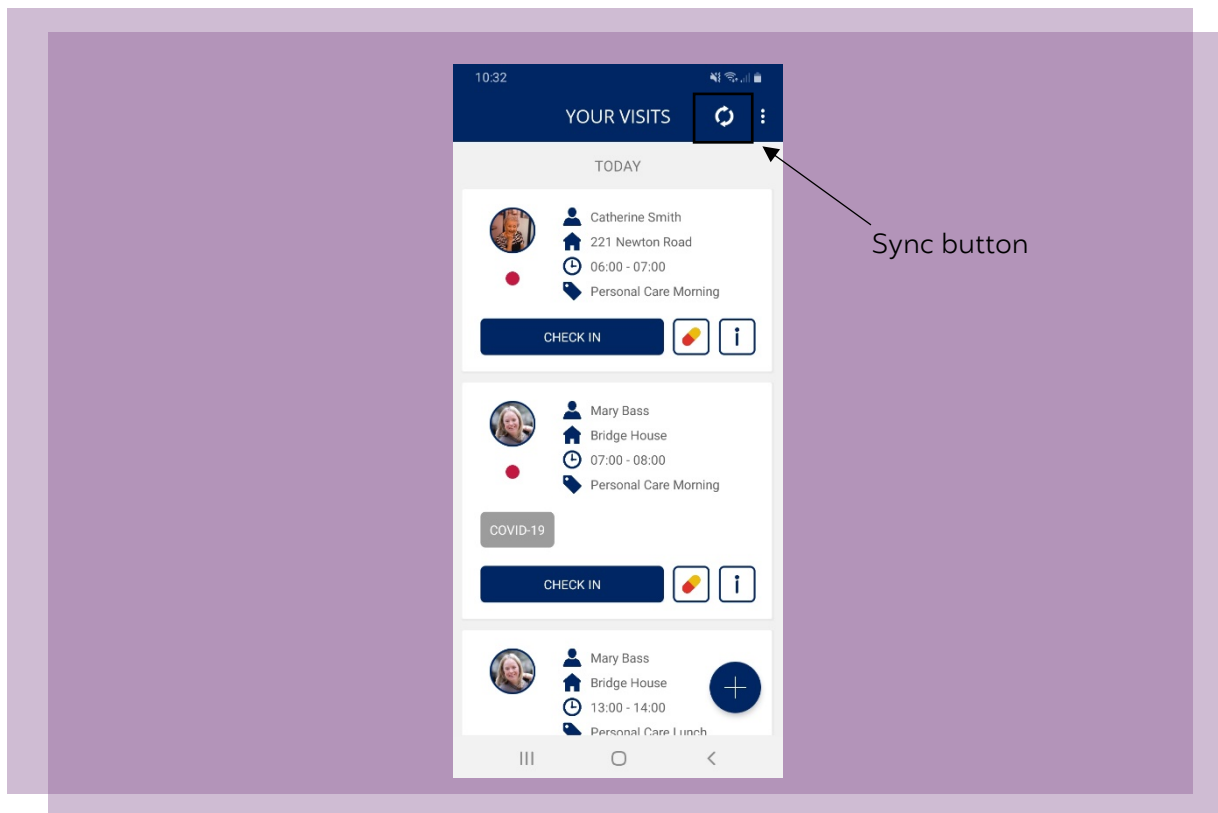 10:32
YOUR VISITS
TODAY
Catherine Smith
221 Newton Road
06:00 - 07:00
Personal Care Morning
CHECK IN
i
Mary Bass
Bridge House
07:00 - 08:00
Personal Care Morning
COVID-19
CHECK IN
i
Mary Bass
Bridge House
13:00 - 14:00
Personal Care Lunch
Sync button